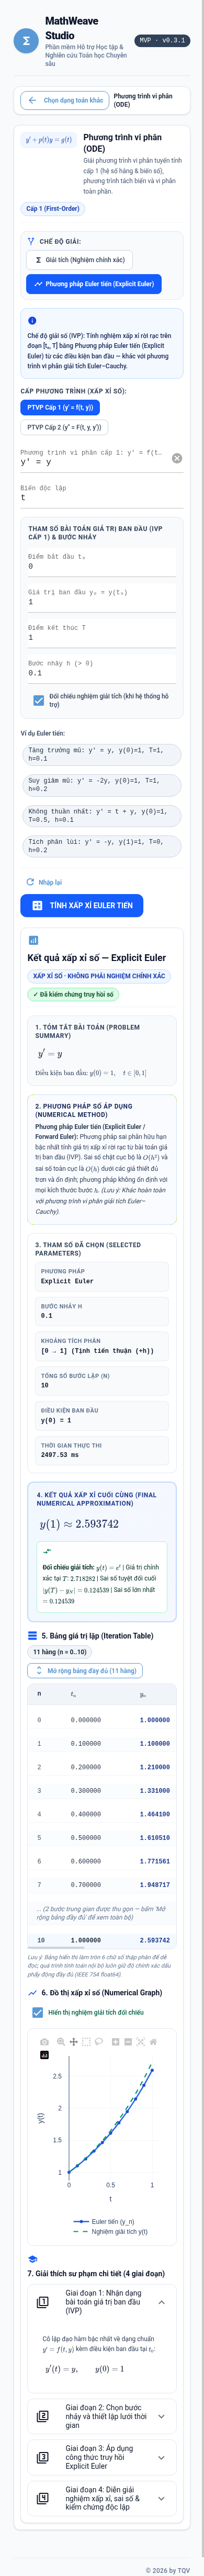 MathWeave
Studio
Phần mềm Hỗ trợ Học tập &
Nghiên cứu Toán học Chuyên
sâu
MVP · v0.3.1
Chọn dạng toán khác
Phương trình vi phân
(ODE)
y′ + p(t)y = g(t)
Phương trình vi phân
(ODE)
Giải phương trình vi phân tuyến tính
cấp 1 (hệ số hằng & biến số),
phương trình tách biến và vi phân
toàn phần.
Cấp 1 (First-Order)
CHẾ ĐỘ GIẢI:
Giải tích (Nghiệm chính xác)
Phương pháp Euler tiến (Explicit Euler)
Chế độ giải số (IVP): Tính nghiệm xấp xỉ rời rạc trên
đoạn [t₀, T] bằng Phương pháp Euler tiến (Explicit
Euler) từ các điều kiện ban đầu — khác với phương
trình vi phân giải tích Euler–Cauchy.
CẤP PHƯƠNG TRÌNH (XẤP XỈ SỐ):
PTVP Cấp 1 (y' = f(t, y))
PTVP Cấp 2 (y'' = F(t, y, y'))
Phương trình vi phân cấp 1: y' = f(t…
y' = y
Biến độc lập
t
THAM SỐ BÀI TOÁN GIÁ TRỊ BAN ĐẦU (IVP
CẤP 1) & BƯỚC NHẢY
Điểm bắt đầu t₀
0
Giá trị ban đầu y₀ = y(t₀)
1
Điểm kết thúc T
1
Bước nhảy h (> 0)
0.1
Đối chiếu nghiệm giải tích (khi hệ thống hỗ
trợ)
Ví dụ Euler tiến:
Tăng trưởng mũ: y' = y, y(0)=1, T=1,
h=0.1
Suy giảm mũ: y' = -2y, y(0)=1, T=1,
h=0.2
Không thuần nhất: y' = t + y, y(0)=1,
T=0.5, h=0.1
Tích phân lùi: y' = -y, y(1)=1, T=0,
h=0.2
Nhập lại
TÍNH XẤP XỈ EULER TIẾN
Kết quả xấp xỉ số — Explicit Euler
XẤP XỈ SỐ · KHÔNG PHẢI NGHIỆM CHÍNH XÁC
✓ Đã kiểm chứng truy hồi số
1. TÓM TẮT BÀI TOÁN (PROBLEM
SUMMARY)
y′ = y
Điều kiện ban đầu: y(0) = 1, t ∈ [0, 1]
2. PHƯƠNG PHÁP SỐ ÁP DỤNG
(NUMERICAL METHOD)
Phương pháp Euler tiến (Explicit Euler /
Forward Euler): Phương pháp sai phân hữu hạn
bậc nhất tính giá trị xấp xỉ rời rạc từ bài toán giá trị
ban đầu (IVP). Sai số chặt cục bộ là O(h²) và
sai số toàn cục là O(h) dưới các giả thiết đủ
trơn và ổn định; phương pháp không ổn định với
mọi kích thước bước h. (Lưu ý: Khác hoàn toàn
với phương trình vi phân giải tích Euler–
Cauchy).
3. THAM SỐ ĐÃ CHỌN (SELECTED
PARAMETERS)
PHƯƠNG PHÁP
Explicit Euler
BƯỚC NHẢY H
0.1
KHOẢNG TÍCH PHÂN
[0 → 1] (Tịnh tiến thuận (+h))
TỔNG SỐ BƯỚC LẶP (N)
10
ĐIỀU KIỆN BAN ĐẦU
y(0) = 1
THỜI GIAN THỰC THI
2497.53 ms
4. KẾT QUẢ XẤP XỈ CUỐI CÙNG (FINAL
NUMERICAL APPROXIMATION)
y(1) ≈ 2.593742
Đối chiếu giải tích: y(t) = eᵗ | Giá trị chính
xác tại T: 2.718282 | Sai số tuyệt đối cuối
|y(T) − y_N| = 0.124539 | Sai số lớn nhất
= 0.124539
5. Bảng giá trị lặp (Iteration Table)
11 hàng (n = 0..10)
Mở rộng bảng đầy đủ (11 hàng)
n tₙ yₙ
0 0.000000 1.000000
1 0.100000 1.100000
2 0.200000 1.210000
3 0.300000 1.331000
4 0.400000 1.464100
5 0.500000 1.610510
6 0.600000 1.771561
7 0.700000 1.948717
... (2 bước trung gian được thu gọn — bấm 'Mở
rộng bảng đầy đủ' để xem toàn bộ)
10 1.000000 2.593742
Lưu ý: Bảng hiển thị làm tròn 6 chữ số thập phân để dễ
đọc; quá trình tính toán nội bộ luôn giữ độ chính xác dấu
phẩy động đầy đủ (IEEE 754 float64).
6. Đồ thị xấp xỉ số (Numerical Graph)
Hiển thị nghiệm giải tích đối chiếu
2.5
2
1.5
1
y(t)
0 0.5 1
t
Euler tiến (y_n)
Nghiệm giải tích y(t)
7. Giải thích sư phạm chi tiết (4 giai đoạn)
Giai đoạn 1: Nhận dạng
bài toán giá trị ban đầu
(IVP)
Cô lập đạo hàm bậc nhất về dạng chuẩn
y′ = f(t, y) kèm điều kiện ban đầu tại t₀:
y′(t) = y, y(0) = 1
Giai đoạn 2: Chọn bước
nhảy và thiết lập lưới thời
gian
Giai đoạn 3: Áp dụng
công thức truy hồi
Explicit Euler
Giai đoạn 4: Diễn giải
nghiệm xấp xỉ, sai số &
kiểm chứng độc lập
© 2026 by TQV